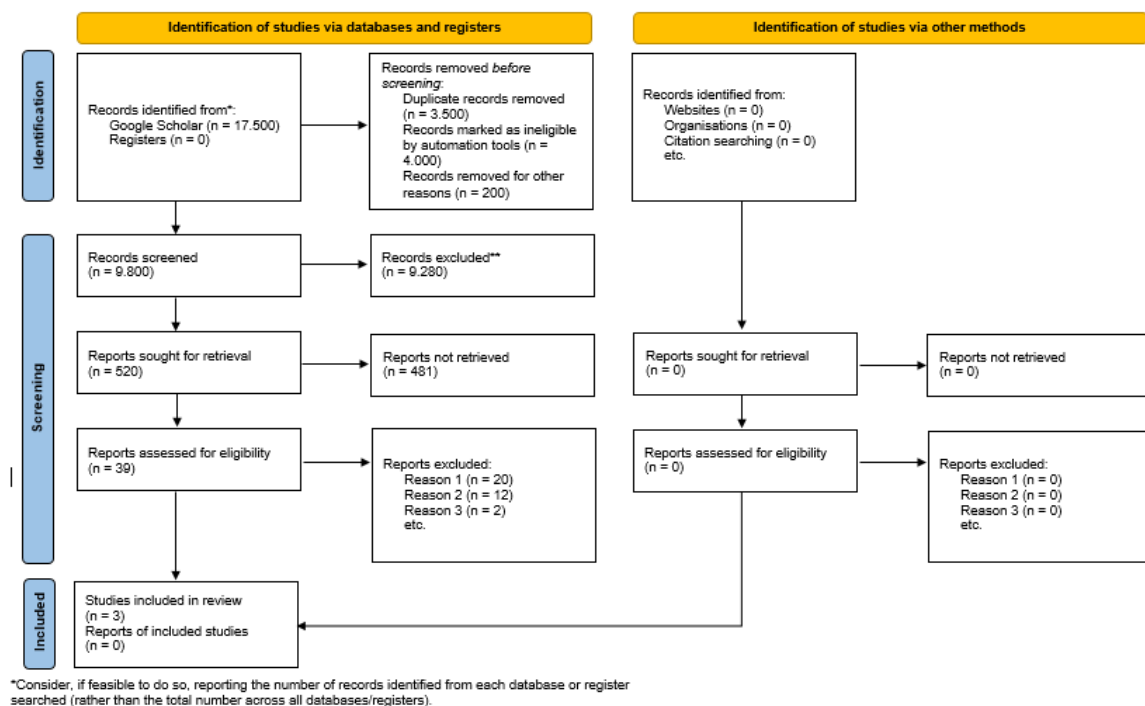 Identification of studies via databases and registers
Identification of studies via other methods
Identification
Records identified from*:
Google Scholar (n = 17.500)
Registers (n = 0)
Records removed before
screening:
Duplicate records removed
(n = 3.500)
Records marked as ineligible
by automation tools (n =
4.000)
Records removed for other
reasons (n = 200)
Records identified from:
Websites (n = 0)
Organisations (n = 0)
Citation searching (n = 0)
etc.
Screening
Records screened
(n = 9.800)
Records excluded**
(n = 9.280)
Reports sought for retrieval
(n = 520)
Reports not retrieved
(n = 481)
Reports sought for retrieval
(n = 0)
Reports not retrieved
(n = 0)
Reports assessed for eligibility
(n = 39)
Reports excluded:
Reason 1 (n = 20)
Reason 2 (n = 12)
Reason 3 (n = 2)
etc.
Reports assessed for eligibility
(n = 0)
Reports excluded:
Reason 1 (n = 0)
Reason 2 (n = 0)
Reason 3 (n = 0)
etc.
Included
Studies included in review
(n = 3)
Reports of included studies
(n = 0)
*Consider, if feasible to do so, reporting the number of records identified from each database or register
searched (rather than the total number across all databases/registers).